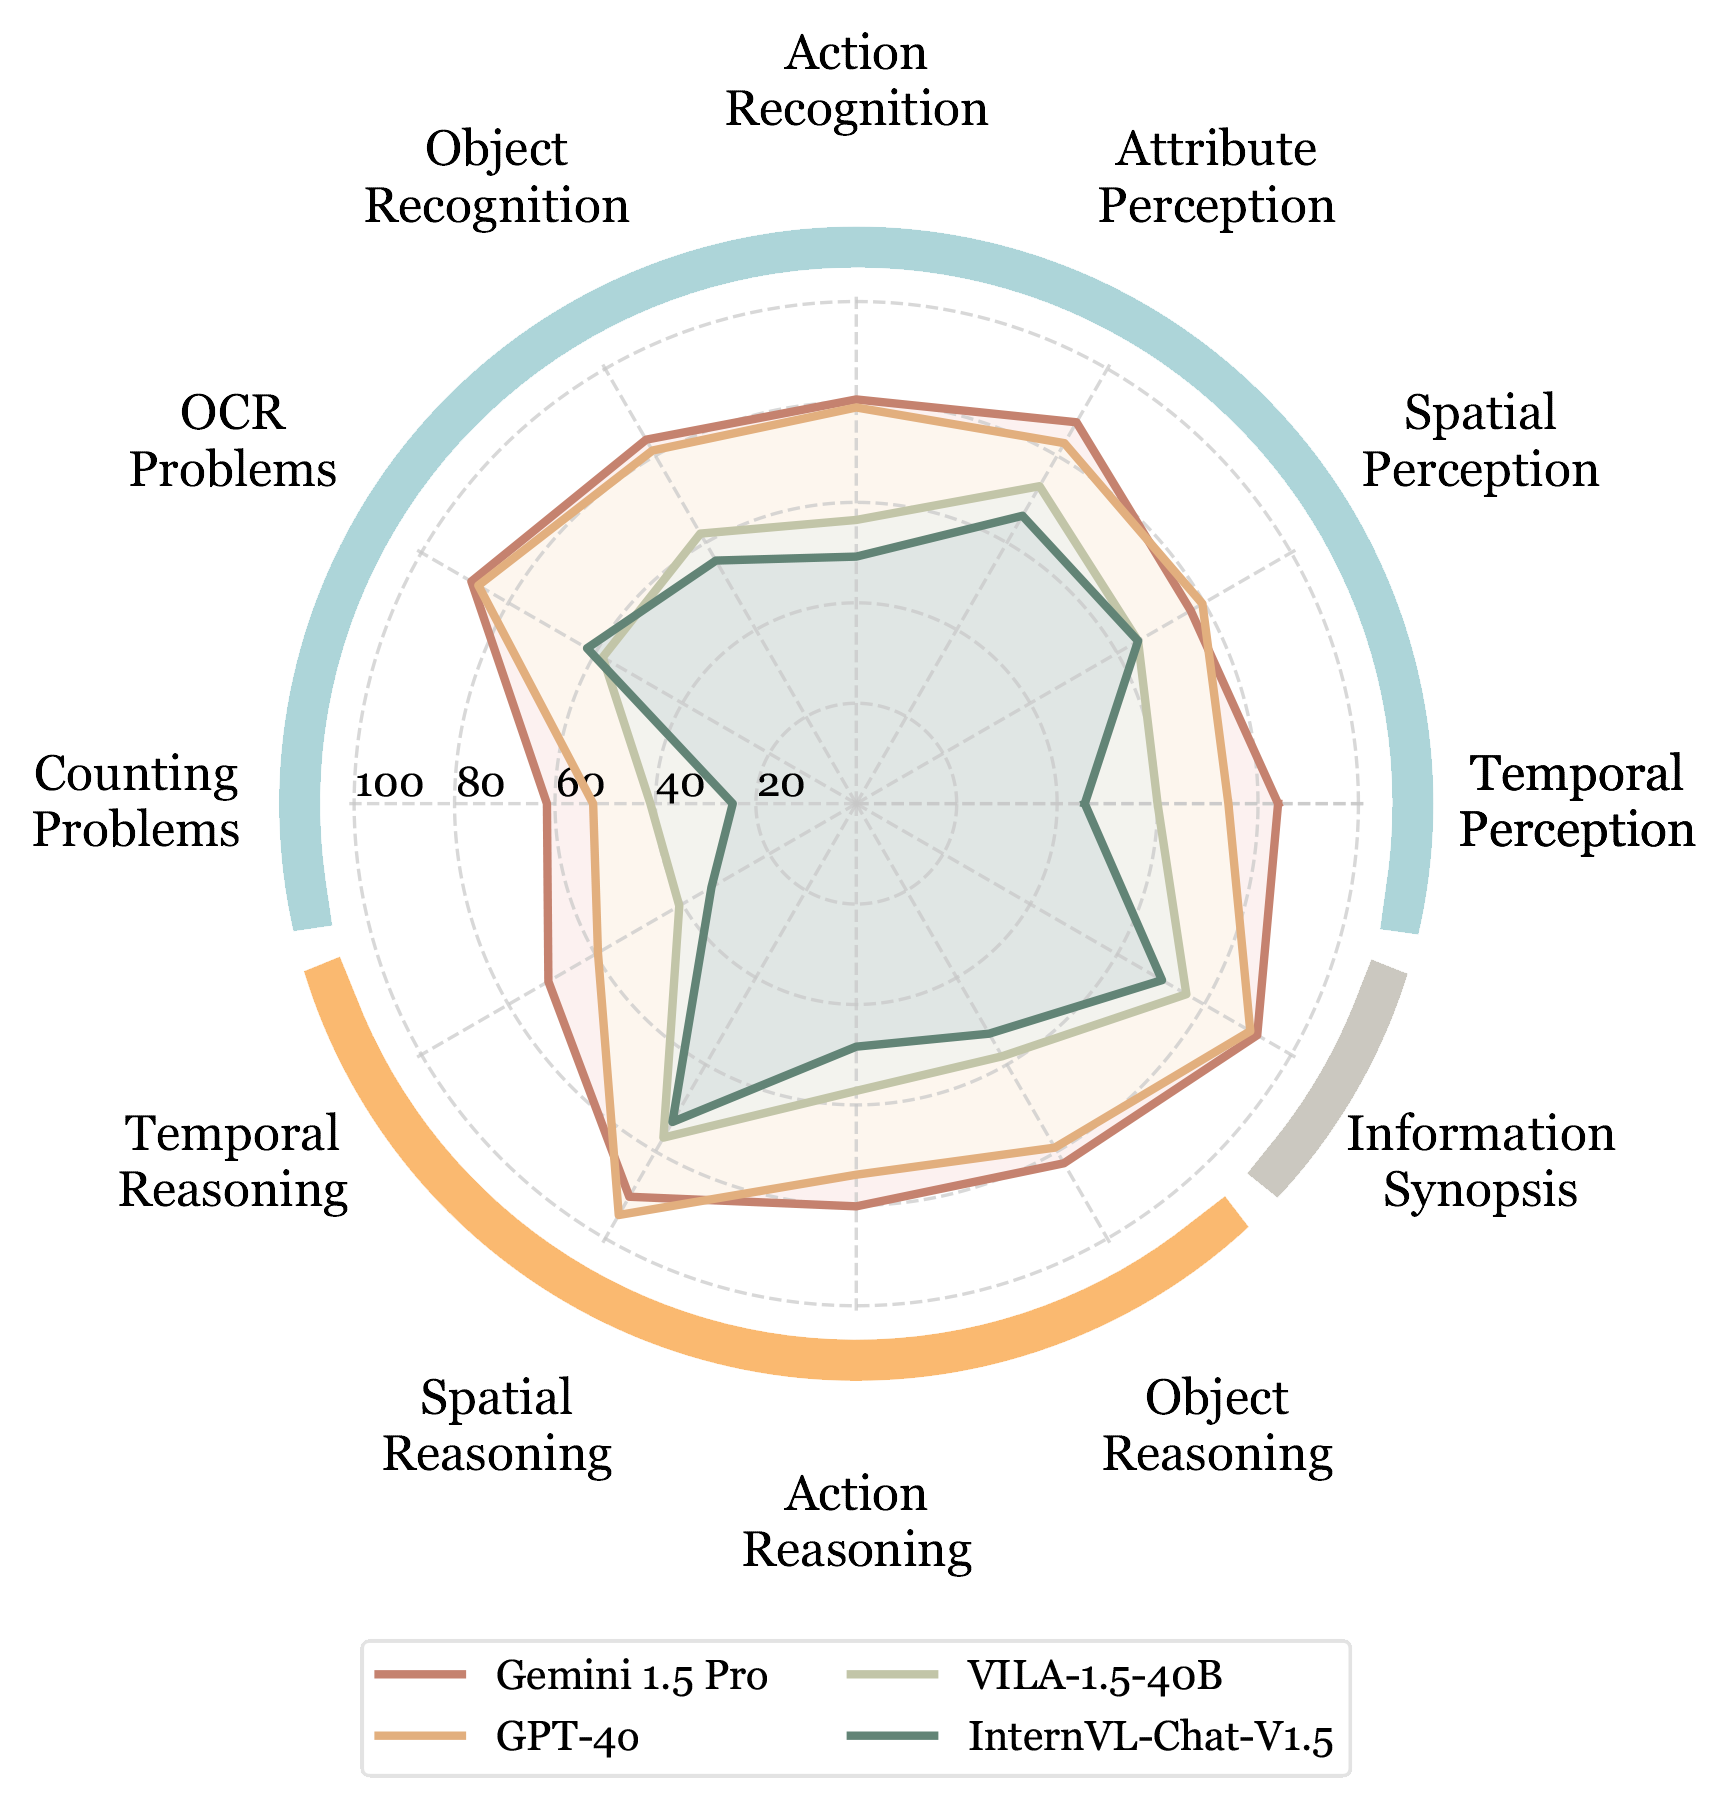 Action
Recognition
Object
Recognition
Attribute
Perception
OCR
Problems
Spatial
Perception
Counting
Problems
100 80 60 40 20
Temporal
Perception
Temporal
Reasoning
Information
Synopsis
Spatial
Reasoning
Object
Reasoning
Action
Reasoning
Gemini 1.5 Pro
VILA-1.5-40B
GPT-4o
InternVL-Chat-V1.5